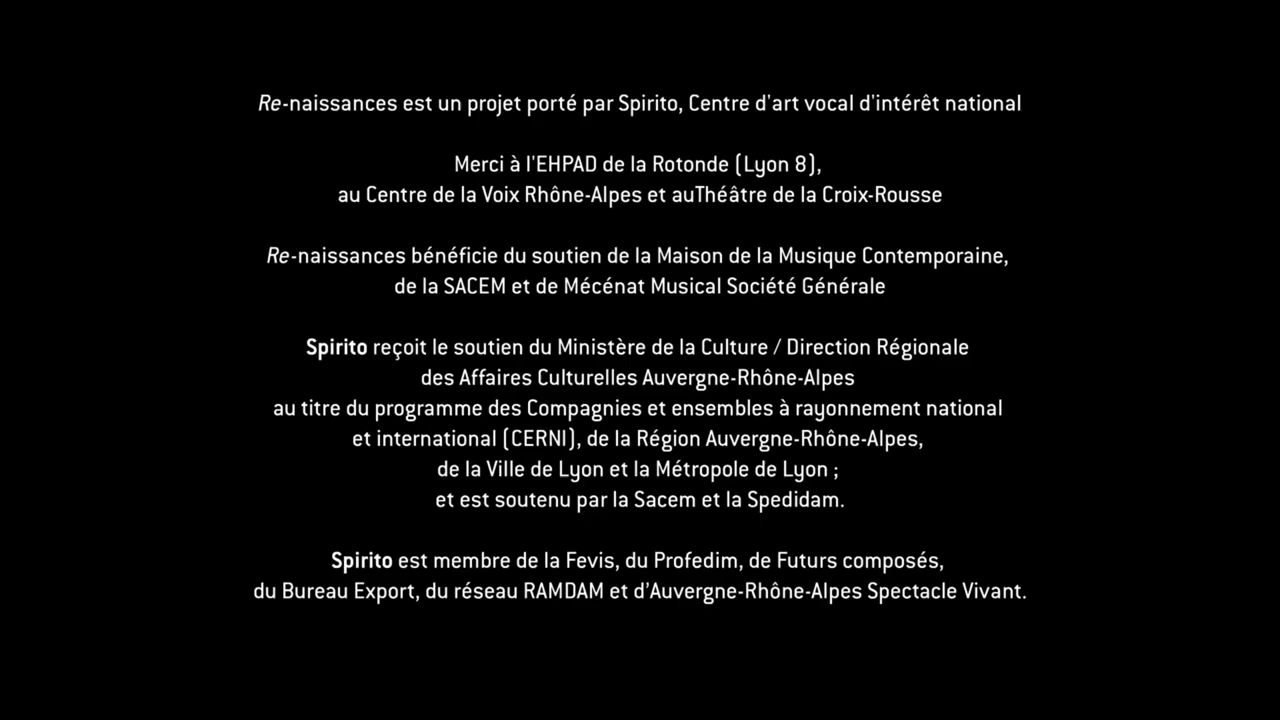 Re-naissances est un projet porté par Spirito, Centre d'art vocal d'intérêt national
Merci à l'EHPAD de la Rotonde (Lyon 8),
au Centre de la Voix Rhône-Alpes et auThéâtre de la Croix-Rousse
Re-naissances bénéficie du soutien de la Maison de la Musique Contemporaine,
de la SACEM et de Mécénat Musical Société Générale
Spirito reçoit le soutien du Ministère de la Culture / Direction Régionale
des Affaires Culturelles Auvergne-Rhône-Alpes
au titre du programme des Compagnies et ensembles à rayonnement national
et international (CERNI), de la Région Auvergne-Rhône-Alpes,
de la Ville de Lyon et la Métropole de Lyon ;
et est soutenu par la Sacem et la Spedidam.
Spirito est membre de la Fevis, du Profedim, de Futurs composés,
du Bureau Export, du réseau RAMDAM et d’Auvergne-Rhône-Alpes Spectacle Vivant.